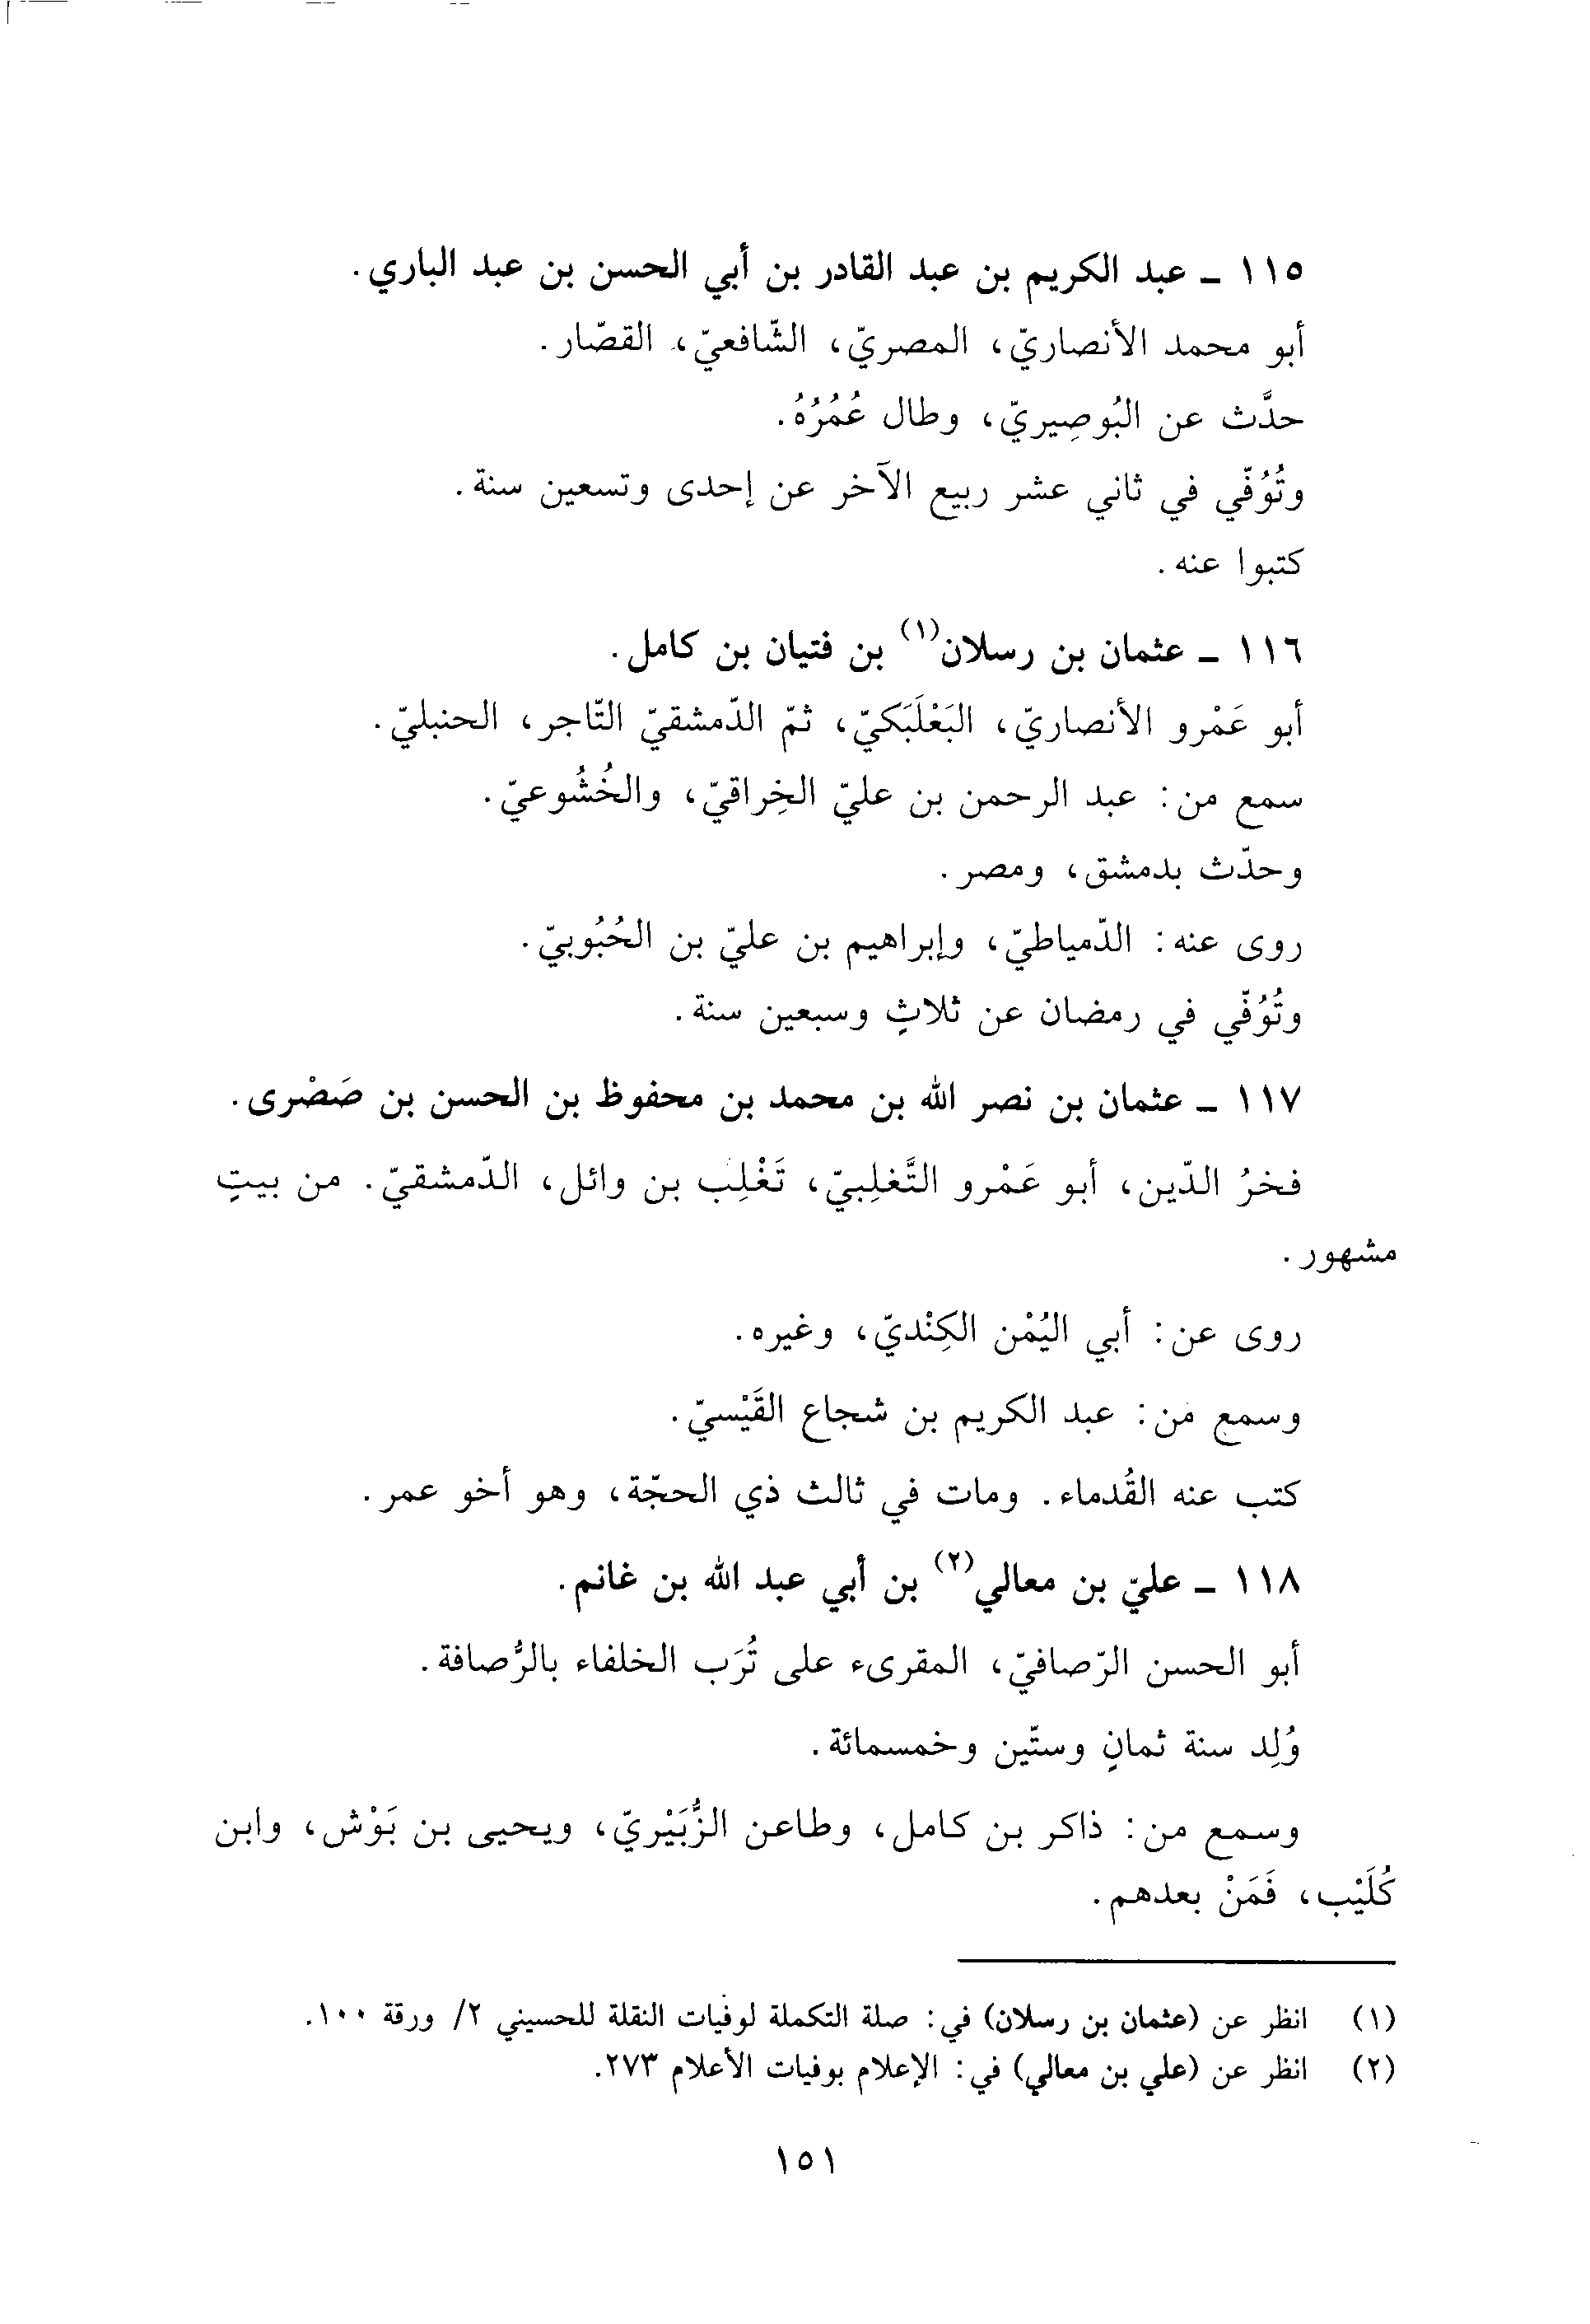 ١١٥ ـ عبد الكريم بن عبد القادر بن أبي الحسن بن عبد الباري.
أبو محمد الأنصاريّ، المصريّ، الشّافعيّ، القصّار.
حدَّث عن البُوصِيريّ، وطال عُمُرُهُ.
وتُوُفّي في ثاني عشر ربيع الآخر عن إحدى وتسعين سنة.
كتبوا عنه.
١١٦ ـ عثمان بن رسلان(١) بن فتيان بن كامل.
أبو عَمْرو الأنصاريّ، البَعْلَبَكيّ، ثمّ الدّمشقيّ التّاجر، الحنبليّ.
سمع من: عبد الرحمن بن عليّ الخِراقيّ، والخُشُوعيّ.
وحدّث بدمشق، ومصر.
روى عنه: الدّمياطيّ، وإبراهيم بن عليّ بن الحُبُوبيّ.
وتُوُفّي في رمضان عن ثلاثٍ وسبعين سنة.
١١٧ ـ عثمان بن نصر الله بن محمد بن محفوظ بن الحسن بن صَصْرى.
فخرُ الدّين، أبو عَمْرو التَّغلِبيّ، تَغْلِب بن وائل، الدّمشقيّ. من بيتٍ
مشهور.
روى عن: أبي اليُمْن الكِنْديّ، وغيره.
وسمع من: عبد الكريم بن شجاع القَيْسيّ.
كتب عنه القُدماء. ومات في ثالث ذي الحجّة، وهو أخو عمر.
١١٨ ـ عليّ بن معالي(٢) بن أبي عبد الله بن غانم.
أبو الحسن الرّصافيّ، المقرىء على تُرَب الخلفاء بالرُّصافة.
وُلِد سنة ثمانٍ وستّين وخمسمائة.
وسمع من: ذاكر بن كامل، وطاعن الزُّبَيْريّ، ويحيى بن بَوْش، وابن
كُلَيْب، فَمَنْ بعدهم.
(١) انظر عن (عثمان بن رسلان) في: صلة التكملة لوفيات النقلة للحسيني ٢/ ورقة ١٠٠.
(٢) انظر عن (علي بن معالي) في: الإعلام بوفيات الأعلام ٢٧٣.
١٥١